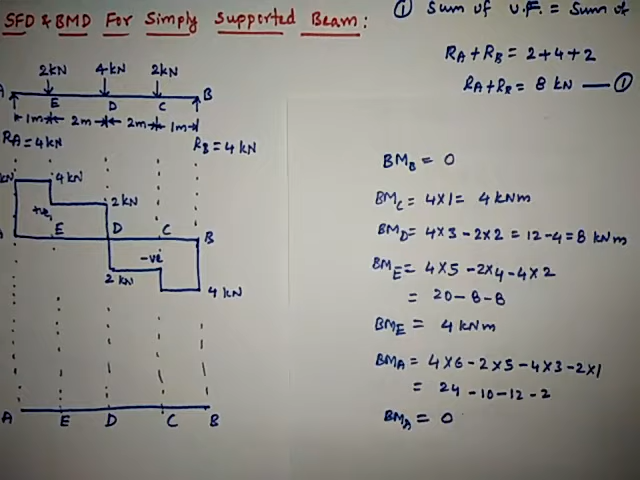 SFD & BMD For Simply Supported Beam:
① Sum of V.F. = Sum of
RA+RB = 2+4+2
RA+RB = 8 kN — ①
2kN 4kN 2kN
A E D C B
1m 2m 2m 1m
RA=4kN RB=4kN
kN 4kN
2kN
+ve
A E D C B
-ve
2kN
4kN
A E D C B
BMB = 0
BMC = 4×1 = 4 kNm
BMD = 4×3 - 2×2 = 12-4 = 8 kNm
BME = 4×5 - 2×4 - 4×2
= 20-8-8
BME = 4 kNm
BMA = 4×6 - 2×5 - 4×3 - 2×1
= 24 - 10 - 12 - 2
BMA = 0